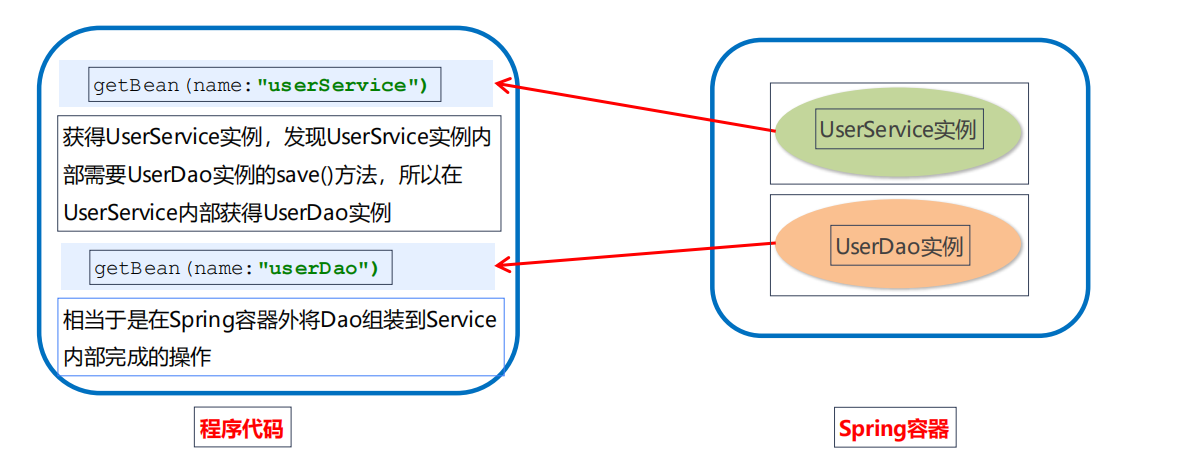 getBean(name:"userService")
获得UserService实例，发现UserSrvice实例内
部需要UserDao实例的save()方法，所以在
UserService内部获得UserDao实例
getBean(name:"userDao")
相当于是在Spring容器外将Dao组装到Service
内部完成的操作
程序代码
UserService实例
UserDao实例
Spring容器